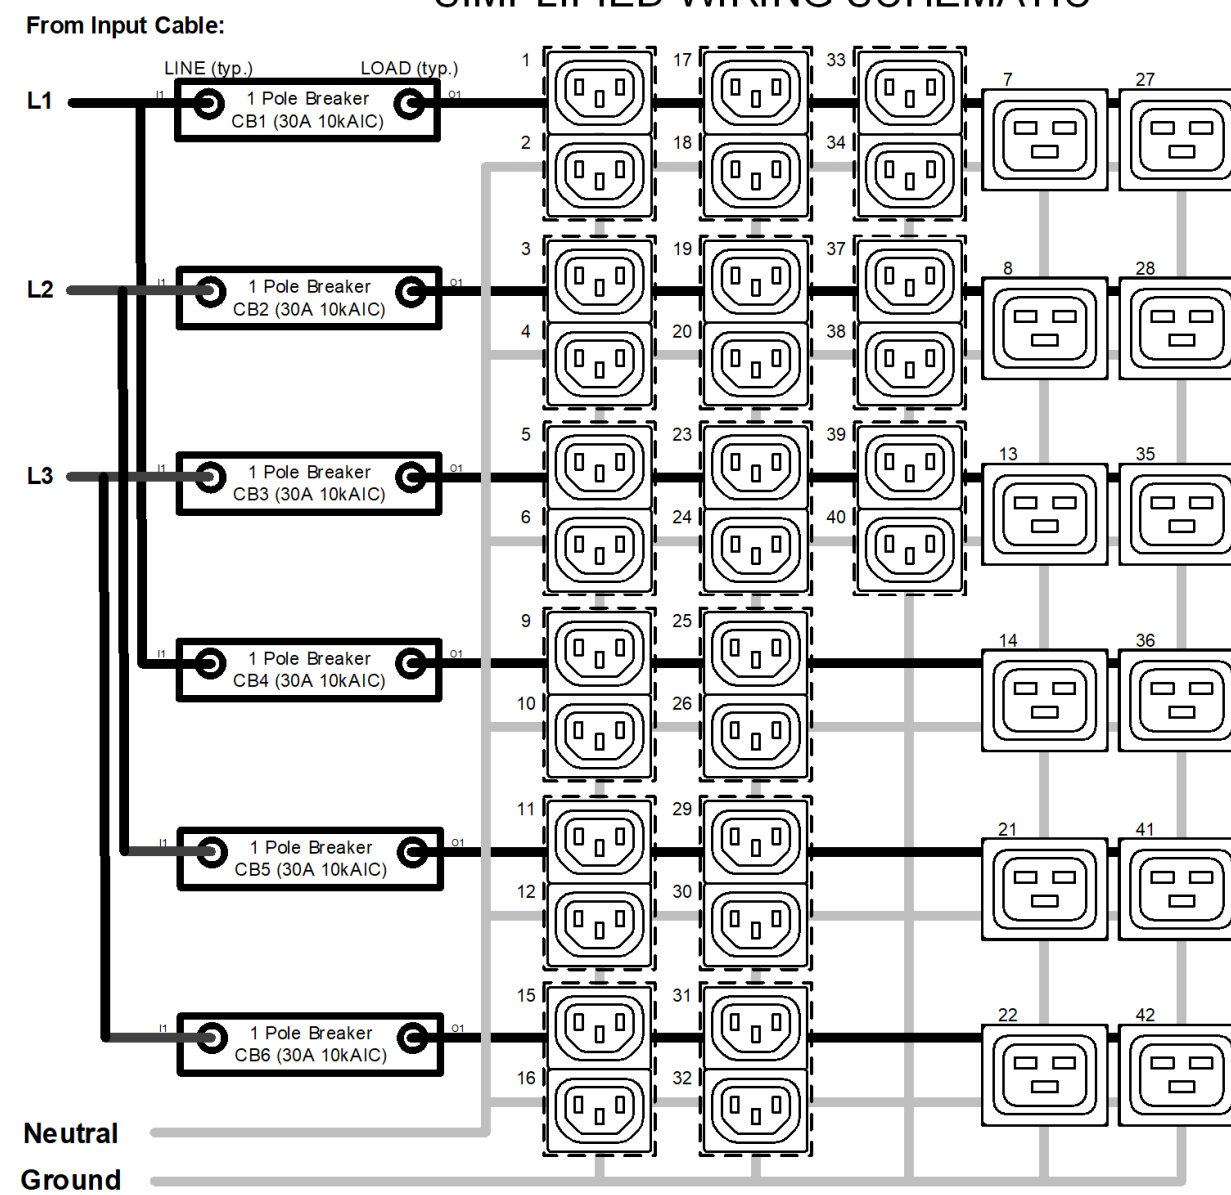 SIMPLIFIED WIRING SCHEMATIC
From Input Cable:
LINE (typ.) LOAD (typ.)
1 17 33 7 27
L1 I1 1 Pole Breaker O1
CB1 (30A 10kAIC)
2 18 34
3 19 37 8 28
L2 I1 1 Pole Breaker O1
CB2 (30A 10kAIC)
4 20 38
5 23 39 13 35
L3 I1 1 Pole Breaker O1
CB3 (30A 10kAIC)
6 24 40
9 25 14 36
I1 1 Pole Breaker O1
CB4 (30A 10kAIC)
10 26
11 29 21 41
I1 1 Pole Breaker O1
CB5 (30A 10kAIC)
12 30
15 31 22 42
I1 1 Pole Breaker O1
CB6 (30A 10kAIC)
16 32
Neutral
Ground